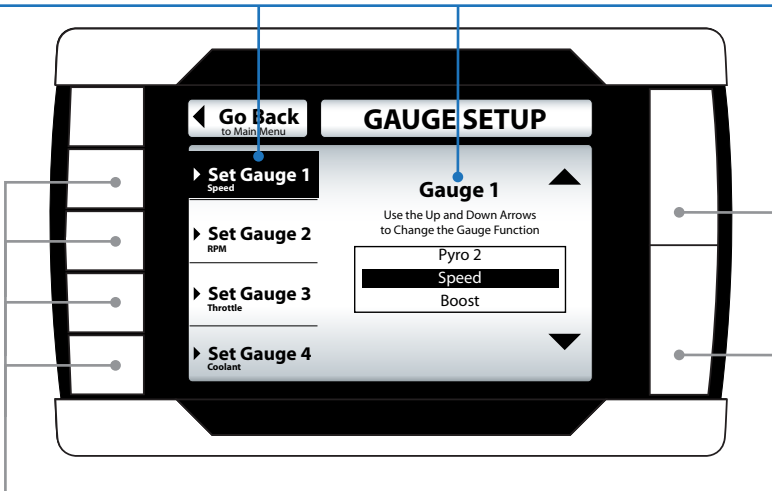 Go Back
to Main Menu
GAUGE SETUP
Set Gauge 1
Speed
Set Gauge 2
RPM
Set Gauge 3
Throttle
Set Gauge 4
Coolant
Gauge 1
Use the Up and Down Arrows
to Change the Gauge Function
Pyro 2
Speed
Boost